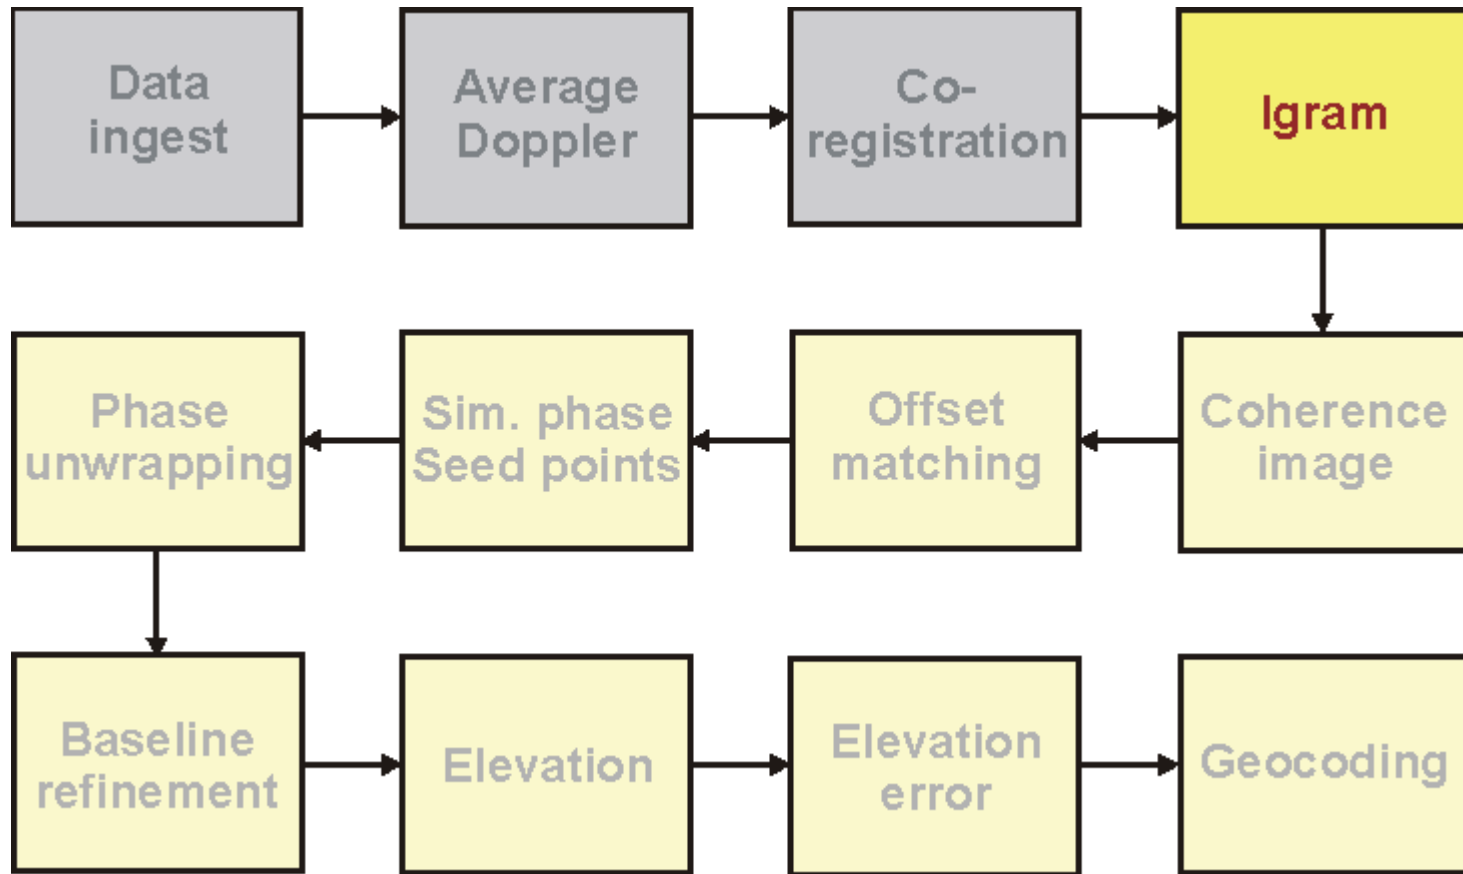 Data
ingest
Average
Doppler
Co-
registration
Igram
Phase
unwrapping
Sim. phase
Seed points
Offset
matching
Coherence
image
Baseline
refinement
Elevation
Elevation
error
Geocoding